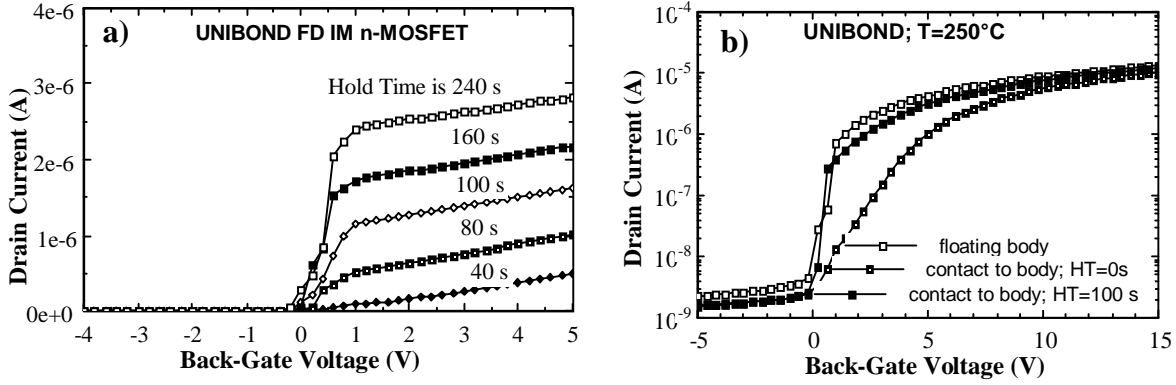 a)
UNIBOND FD IM n-MOSFET
Hold Time is 240 s
160 s
100 s
80 s
40 s
3e-6
2e-6
1e-6
0e+0
Drain Current (A)
-4 -3 -2 -1 0 1 2 3 4 5
Back-Gate Voltage (V)
b)
UNIBOND; T=250°C
10-4
10-5
10-6
10-7
10-8
10-9
Drain Current (A)
floating body
contact to body; HT=0s
contact to body; HT=100 s
-5 0 5 10 15
Back-Gate Voltage (V)